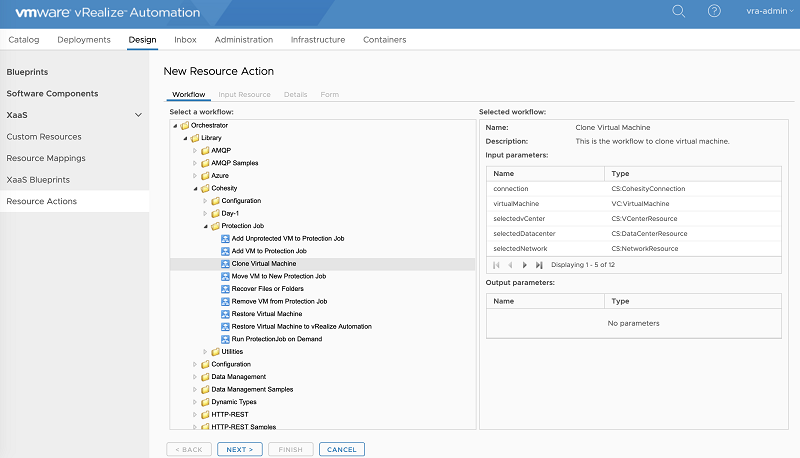 vmware vRealize Automation
vra-admin
Catalog Deployments Design Inbox Administration Infrastructure Containers
Blueprints
Software Components
XaaS
Custom Resources
Resource Mappings
XaaS Blueprints
Resource Actions
New Resource Action
Workflow Input Resource Details Form
Select a workflow:
Orchestrator
Library
AMQP
AMQP Samples
Azure
Cohesity
Configuration
Day-1
Protection Job
Add Unprotected VM to Protection Job
Add VM to Protection Job
Clone Virtual Machine
Move VM to New Protection Job
Recover Files or Folders
Remove VM from Protection Job
Restore Virtual Machine
Restore Virtual Machine to vRealize Automation
Run ProtectionJob on Demand
Utilities
Configuration
Data Management
Data Management Samples
Dynamic Types
HTTP-REST
HTTP-REST Samples
Selected workflow:
Name: Clone Virtual Machine
Description: This is the workflow to clone virtual machine.
Input parameters:
Name Type
connection CS:CohesityConnection
virtualMachine VC:VirtualMachine
selectedvCenter CS:VCenterResource
selectedDatacenter CS:DataCenterResource
selectedNetwork CS:NetworkResource
Displaying 1 - 5 of 12
Output parameters:
Name Type
No parameters
< BACK NEXT > FINISH CANCEL